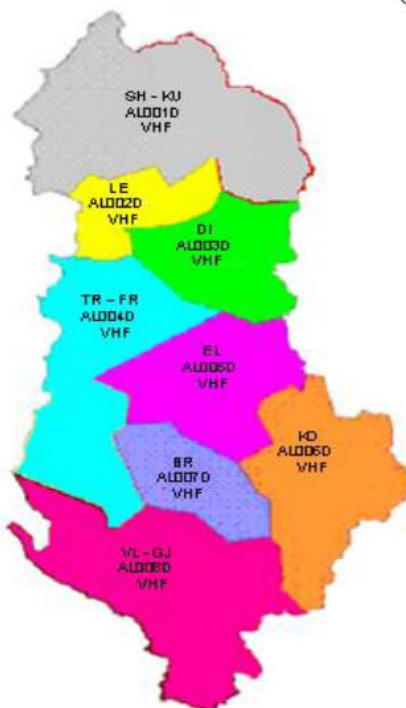 SH - KU
AL001D
VHF
LE
AL002D
VHF
DI
AL003D
VHF
TR - FR
AL004D
VHF
EL
AL005D
VHF
KO
AL006D
VHF
BR
AL007D
VHF
VL - GJ
AL008D
VHF